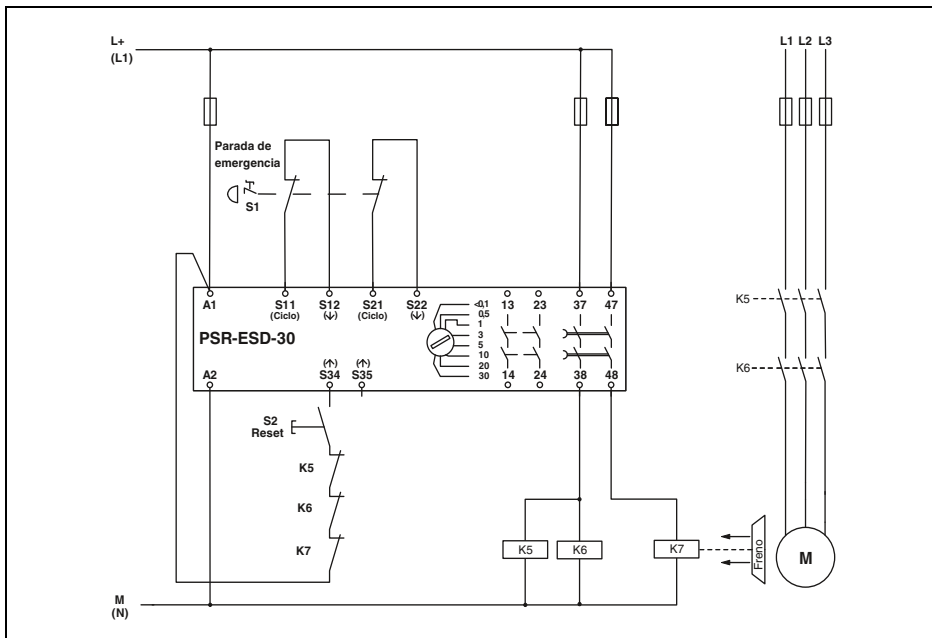 L+
(L1)
L1 L2 L3
Parada de
emergencia
S1
A1 S11 S12 S21 S22 13 23 37 47
(Ciclo) (↓) (Ciclo) (↓)
<0,1
0,5
1
3
5
10
20
30
PSR-ESD-30
(↑) (↑)
A2 S34 S35 14 24 38 48
K5
K6
S2
Reset
K5
K6
K7
K5 K6 K7
Freno
M
M
(N)